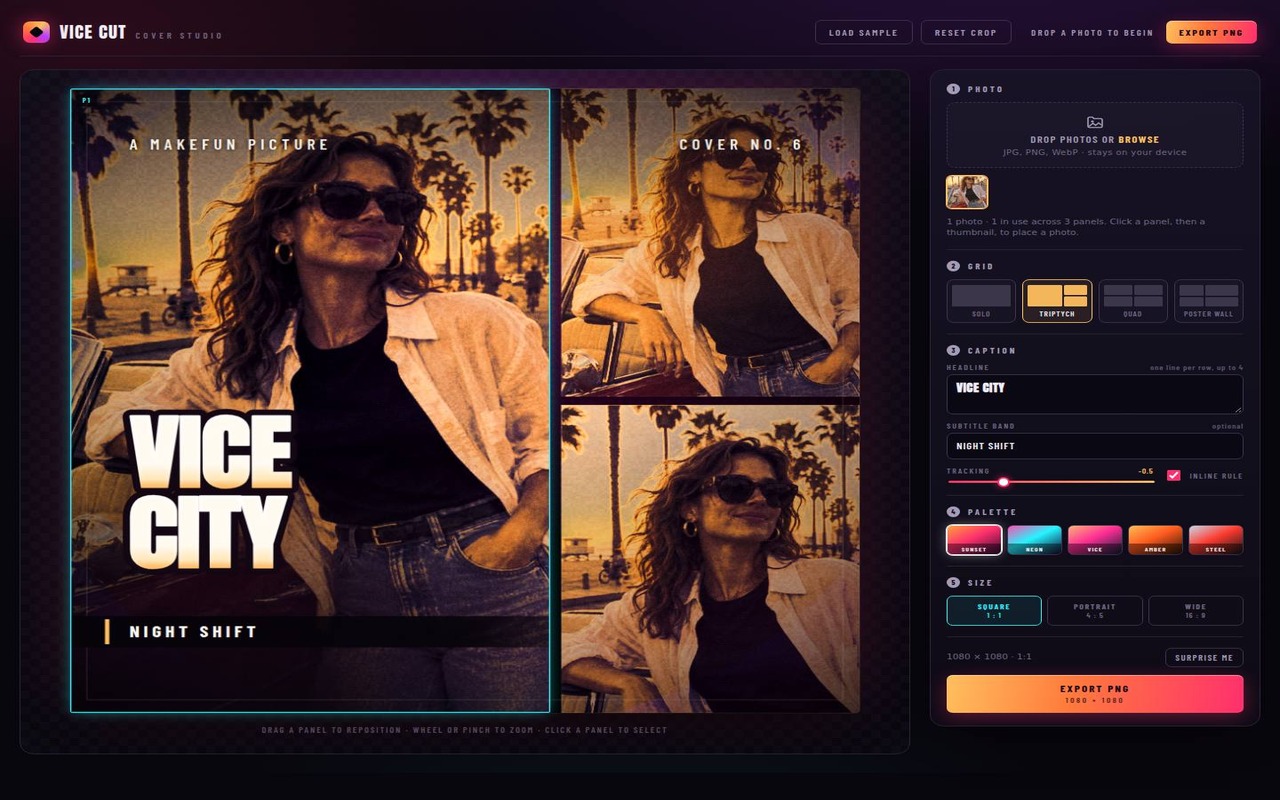 VICE CUT COVER STUDIO
LOAD SAMPLE
RESET CROP
DROP A PHOTO TO BEGIN
EXPORT PNG
P1
A MAKEFUN PICTURE
COVER NO. 6
VICE
CITY
NIGHT SHIFT
DRAG A PANEL TO REPOSITION · WHEEL OR PINCH TO ZOOM · CLICK A PANEL TO SELECT
1 PHOTO
DROP PHOTOS OR BROWSE
JPG, PNG, WebP · stays on your device
1 photo · 1 in use across 3 panels. Click a panel, then a
thumbnail, to place a photo.
2 GRID
SOLO
TRIPTYCH
QUAD
POSTER WALL
3 CAPTION
HEADLINE one line per row, up to 4
VICE CITY
SUBTITLE BAND optional
NIGHT SHIFT
TRACKING -0.5
INLINE RULE
4 PALETTE
SUNSET
NEON
VICE
AMBER
STEEL
5 SIZE
SQUARE
1 : 1
PORTRAIT
4 : 5
WIDE
16 : 9
1080 × 1080 · 1:1
SURPRISE ME
EXPORT PNG
1080 × 1080